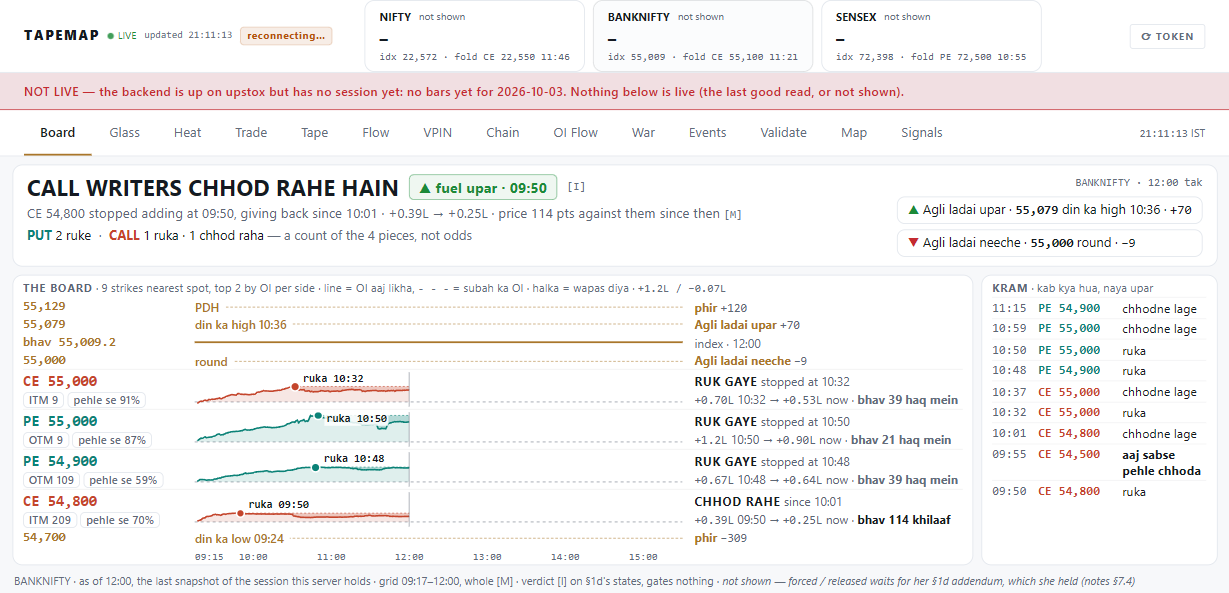 TAPEMAP ● LIVE updated 21:11:13 reconnecting...
NIFTY not shown
–
idx 22,572 · fold CE 22,550 11:46
BANKNIFTY not shown
–
idx 55,009 · fold CE 55,100 11:21
SENSEX not shown
–
idx 72,398 · fold PE 72,500 10:55
⟳ TOKEN
NOT LIVE — the backend is up on upstox but has no session yet: no bars yet for 2026-10-03. Nothing below is live (the last good read, or not shown).
Board Glass Heat Trade Tape Flow VPIN Chain OI Flow War Events Validate Map Signals 21:11:13 IST
CALL WRITERS CHHOD RAHE HAIN ▲ fuel upar · 09:50 [I]
CE 54,800 stopped adding at 09:50, giving back since 10:01 · +0.39L → +0.25L · price 114 pts against them since then [M]
PUT 2 ruke · CALL 1 ruka · 1 chhod raha — a count of the 4 pieces, not odds
BANKNIFTY · 12:00 tak
▲ Agli ladai upar · 55,079 din ka high 10:36 · +70
▼ Agli ladai neeche · 55,000 round · −9
THE BOARD · 9 strikes nearest spot, top 2 by OI per side · line = OI aaj likha, - - - = subah ka OI · halka = wapas diya · +1.2L / −0.07L
55,129 PDH phir +120
55,079 din ka high 10:36 Agli ladai upar +70
bhav 55,009.2 index · 12:00
55,000 round Agli ladai neeche −9
CE 55,000 ruka 10:32 RUK GAYE stopped at 10:32
ITM 9 pehle se 91% +0.70L 10:32 → +0.53L now · bhav 39 haq mein
PE 55,000 ruka 10:50 RUK GAYE stopped at 10:50
OTM 9 pehle se 87% +1.2L 10:50 → +0.90L now · bhav 21 haq mein
PE 54,900 ruka 10:48 RUK GAYE stopped at 10:48
OTM 109 pehle se 59% +0.67L 10:48 → +0.64L now · bhav 39 haq mein
CE 54,800 ruka 09:50 CHHOD RAHE since 10:01
ITM 209 pehle se 70% +0.39L 09:50 → +0.25L now · bhav 114 khilaaf
54,700 din ka low 09:24 phir −309
09:15 10:00 11:00 12:00 13:00 14:00 15:00
KRAM · kab kya hua, naya upar
11:15 PE 54,900 chhodne lage
10:59 PE 55,000 chhodne lage
10:50 PE 55,000 ruka
10:48 PE 54,900 ruka
10:37 CE 55,000 chhodne lage
10:32 CE 55,000 ruka
10:01 CE 54,800 chhodne lage
09:55 CE 54,500 aaj sabse
pehle chhoda
09:50 CE 54,800 ruka
BANKNIFTY · as of 12:00, the last snapshot of the session this server holds · grid 09:17–12:00, whole [M] · verdict [I] on §1d's states, gates nothing · not shown — forced / released waits for her §1d addendum, which she held (notes §7.4)